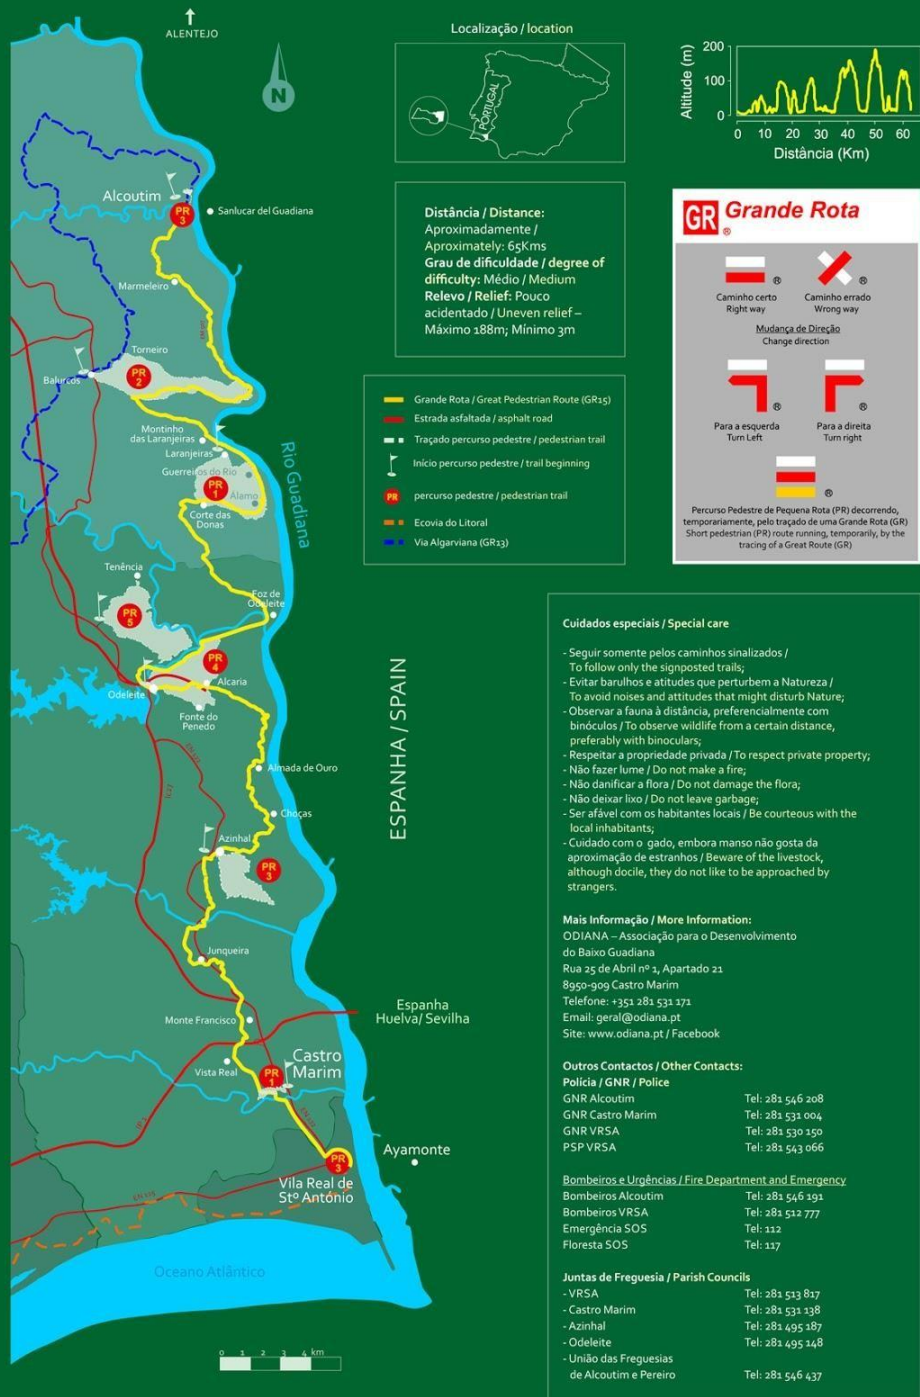 ALENTEJO
Localização / location
PORTUGAL
N
Altitude (m)
200
100
0
0 10 20 30 40 50 60
Distância (Km)
Alcoutim
PR
3
Sanlucar del Guadiana
Marmeleiro
Torneiro
PR
2
Balurcos
Montinho
das Laranjeiras
Laranjeiras
Guerreiros do Rio
PR
1
Álamo
Corte das
Donas
Rio Guadiana
Tenência
PR
5
Foz de
Odeleite
PR
4
Odeleite
Alcaria
Fonte do
Penedo
Almada de Ouro
Choças
Azinhal
PR
3
Junqueira
Monte Francisco
Vista Real
Castro
Marim
PR
1
Espanha
Huelva/ Sevilha
ESPANHA / SPAIN
Ayamonte
PR
3
Vila Real de
Stº António
Oceano Atlântico
0 1 2 3 4 km
Distância / Distance:
Aproximadamente /
Aproximately: 65Kms
Grau de dificuldade / degree of
difficulty: Médio / Medium
Relevo / Relief: Pouco
acidentado / Uneven relief –
Máximo 188m; Mínimo 3m
Grande Rota / Great Pedestrian Route (GR15)
Estrada asfaltada / asphalt road
Traçado percurso pedestre / pedestrian trail
Início percurso pedestre / trail beginning
PR percurso pedestre / pedestrian trail
Ecovia do Litoral
Via Algarviana (GR13)
GR ® Grande Rota
®
®
Caminho certo
Right way
Caminho errado
Wrong way
Mudança de Direção
Change direction
®
®
Para a esquerda
Turn Left
Para a direita
Turn right
®
Percurso Pedestre de Pequena Rota (PR) decorrendo,
temporariamente, pelo traçado de uma Grande Rota (GR)
Short pedestrian (PR) route running, temporarily, by the
tracing of a Great Route (GR)
Cuidados especiais / Special care
- Seguir somente pelos caminhos sinalizados /
To follow only the signposted trails;
- Evitar barulhos e atitudes que perturbem a Natureza /
To avoid noises and attitudes that might disturb Nature;
- Observar a fauna à distância, preferencialmente com
binóculos / To observe wildlife from a certain distance,
preferably with binoculars;
- Respeitar a propriedade privada / To respect private property;
- Não fazer lume / Do not make a fire;
- Não danificar a flora / Do not damage the flora;
- Não deixar lixo / Do not leave garbage;
- Ser afável com os habitantes locais / Be courteous with the
local inhabitants;
- Cuidado com o gado, embora manso não gosta da
aproximação de estranhos / Beware of the livestock,
although docile, they do not like to be approached by
strangers.
Mais Informação / More Information:
ODIANA – Associação para o Desenvolvimento
do Baixo Guadiana
Rua 25 de Abril nº 1, Apartado 21
8950-909 Castro Marim
Telefone: +351 281 531 171
Email: geral@odiana.pt
Site: www.odiana.pt / Facebook
Outros Contactos / Other Contacts:
Polícia / GNR / Police
GNR Alcoutim Tel: 281 546 208
GNR Castro Marim Tel: 281 531 004
GNR VRSA Tel: 281 530 150
PSP VRSA Tel: 281 543 066
Bombeiros e Urgências / Fire Department and Emergency
Bombeiros Alcoutim Tel: 281 546 191
Bombeiros VRSA Tel: 281 512 777
Emergência SOS Tel: 112
Floresta SOS Tel: 117
Juntas de Freguesia / Parish Councils
- VRSA Tel: 281 513 817
- Castro Marim Tel: 281 531 138
- Azinhal Tel: 281 495 187
- Odeleite Tel: 281 495 148
- União das Freguesias
de Alcoutim e Pereiro Tel: 281 546 437